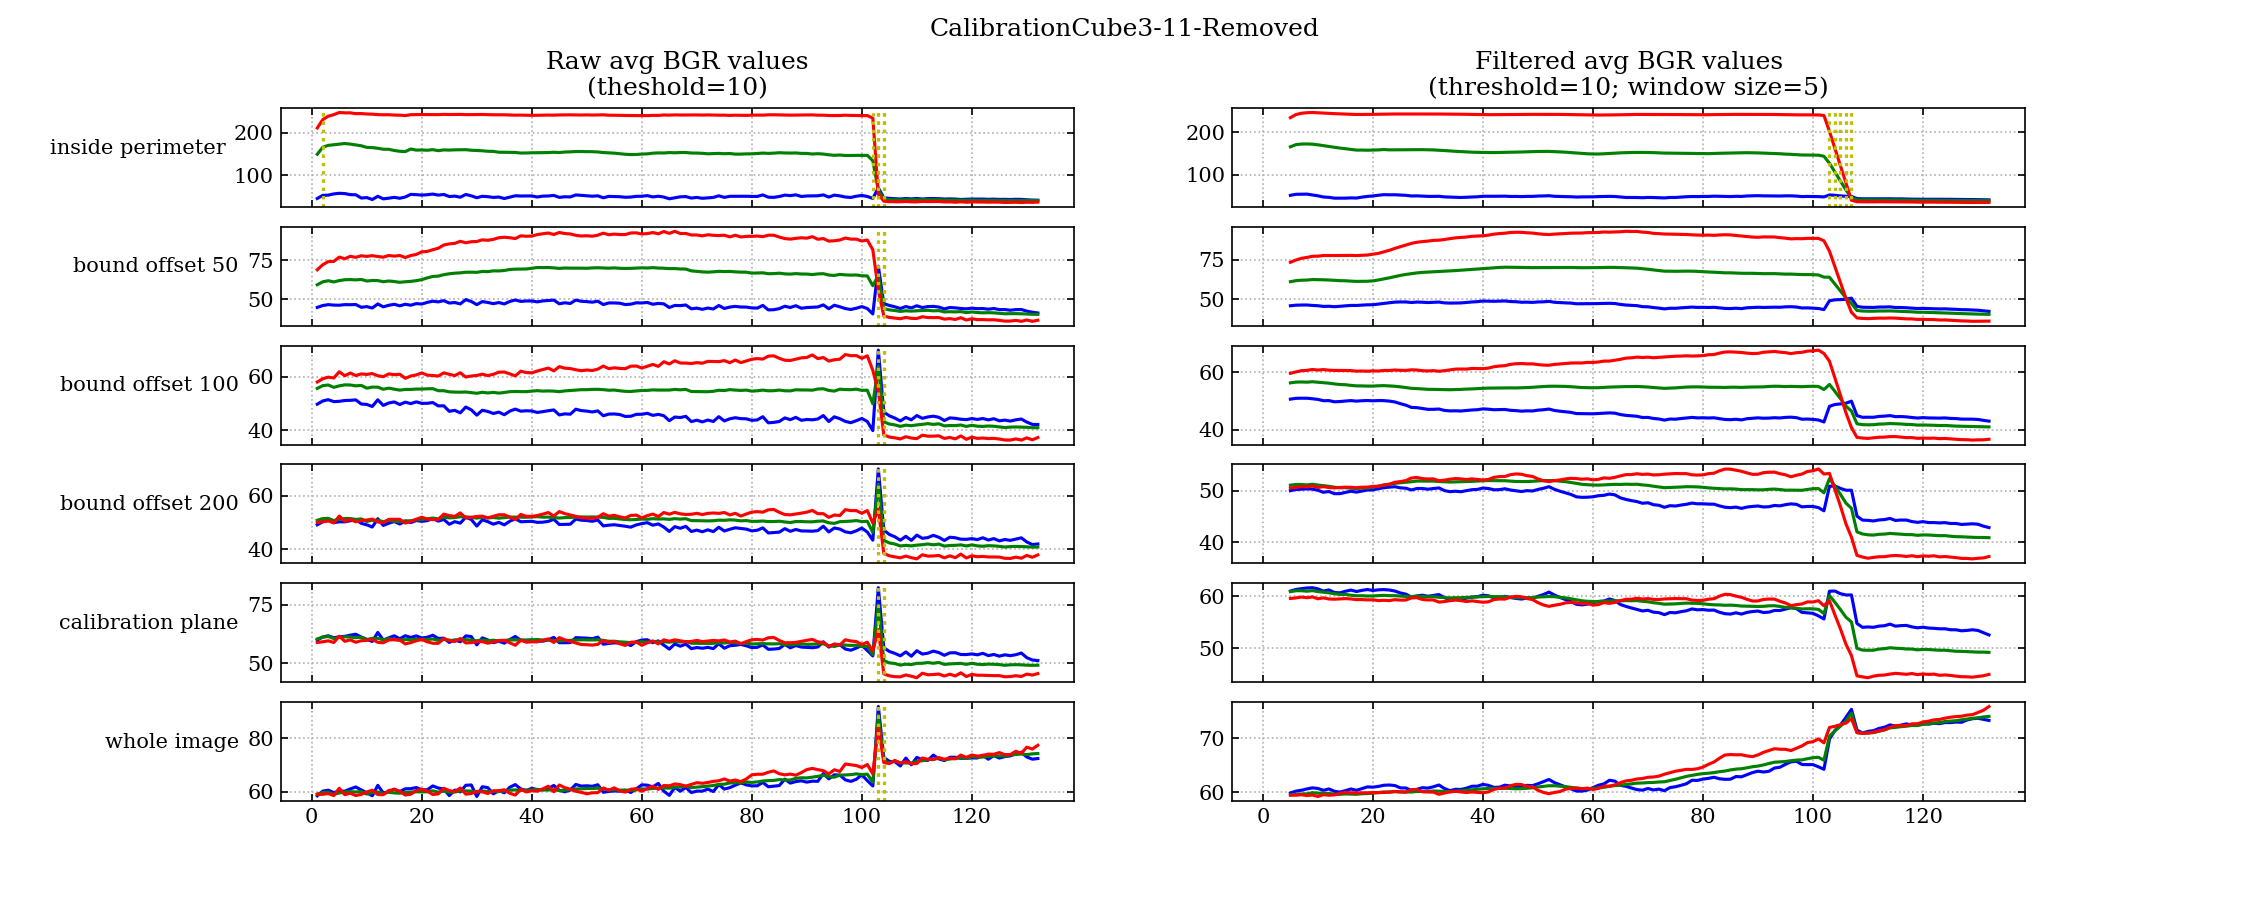 CalibrationCube3-11-Removed
Raw avg BGR values
(theshold=10)
Filtered avg BGR values
(threshold=10; window size=5)
inside perimeter
200
100
200
100
bound offset 50
75
50
75
50
bound offset 100
60
40
60
40
bound offset 200
60
40
50
40
calibration plane
75
50
60
50
whole image
80
60
70
60
0 20 40 60 80 100 120
0 20 40 60 80 100 120